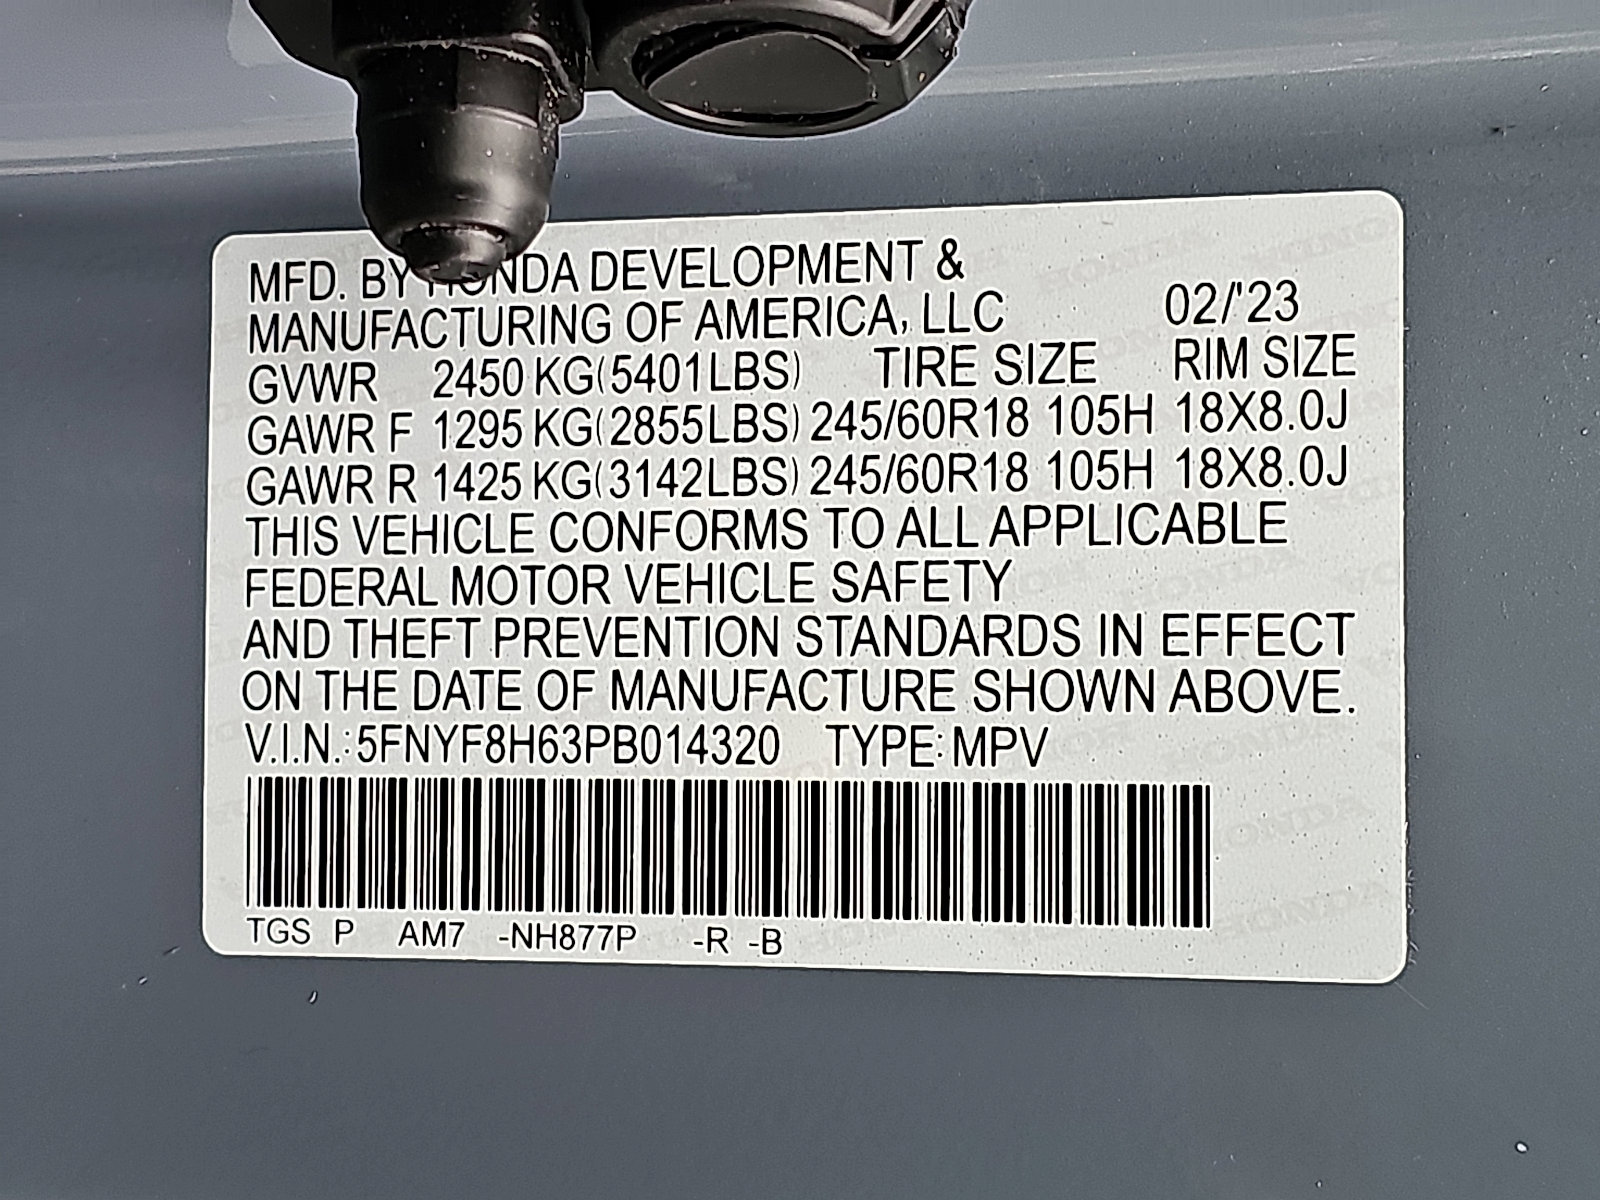 MFD. BY HONDA DEVELOPMENT &
MANUFACTURING OF AMERICA, LLC 02/'23
GVWR 2450 KG(5401LBS) TIRE SIZE RIM SIZE
GAWR F 1295 KG(2855LBS) 245/60R18 105H 18X8.0J
GAWR R 1425 KG(3142LBS) 245/60R18 105H 18X8.0J
THIS VEHICLE CONFORMS TO ALL APPLICABLE
FEDERAL MOTOR VEHICLE SAFETY
AND THEFT PREVENTION STANDARDS IN EFFECT
ON THE DATE OF MANUFACTURE SHOWN ABOVE.
V.I.N.: 5FNYF8H63PB014320 TYPE: MPV
TGS P AM7 -NH877P -R -B